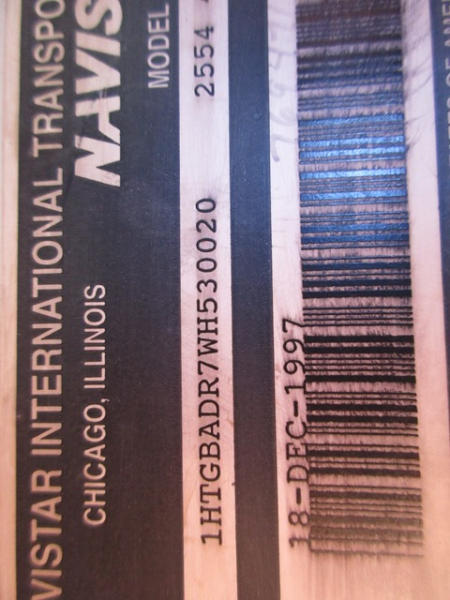 VISTAR INTERNATIONAL TRANSPO
NAVIS
CHICAGO, ILLINOIS
MODEL
1HTGBADR7WH530020
2554
18-DEC-1997